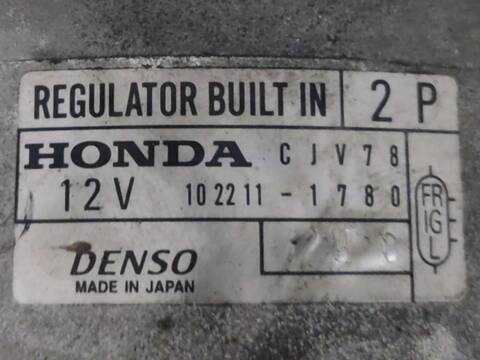 REGULATOR BUILT IN 2 P
HONDA CJV78
12V 102211-1780
FR
IG
L
DENSO
MADE IN JAPAN